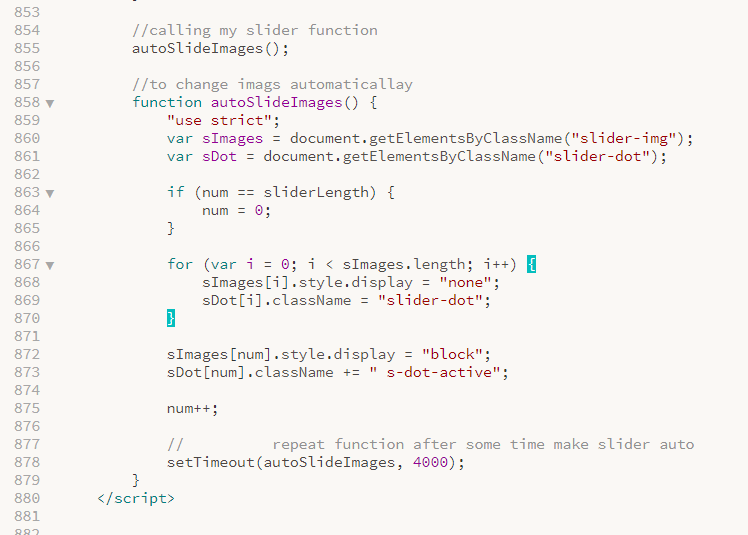 853
854 //calling my slider function
855 autoSlideImages();
856
857 //to change imags automaticallay
858 function autoSlideImages() {
859 "use strict";
860 var sImages = document.getElementsByClassName("slider-img");
861 var sDot = document.getElementsByClassName("slider-dot");
862
863 if (num == sliderLength) {
864 num = 0;
865 }
866
867 for (var i = 0; i < sImages.length; i++) {
868 sImages[i].style.display = "none";
869 sDot[i].className = "slider-dot";
870 }
871
872 sImages[num].style.display = "block";
873 sDot[num].className += " s-dot-active";
874
875 num++;
876
877 // repeat function after some time make slider auto
878 setTimeout(autoSlideImages, 4000);
879 }
880 </script>
881
882